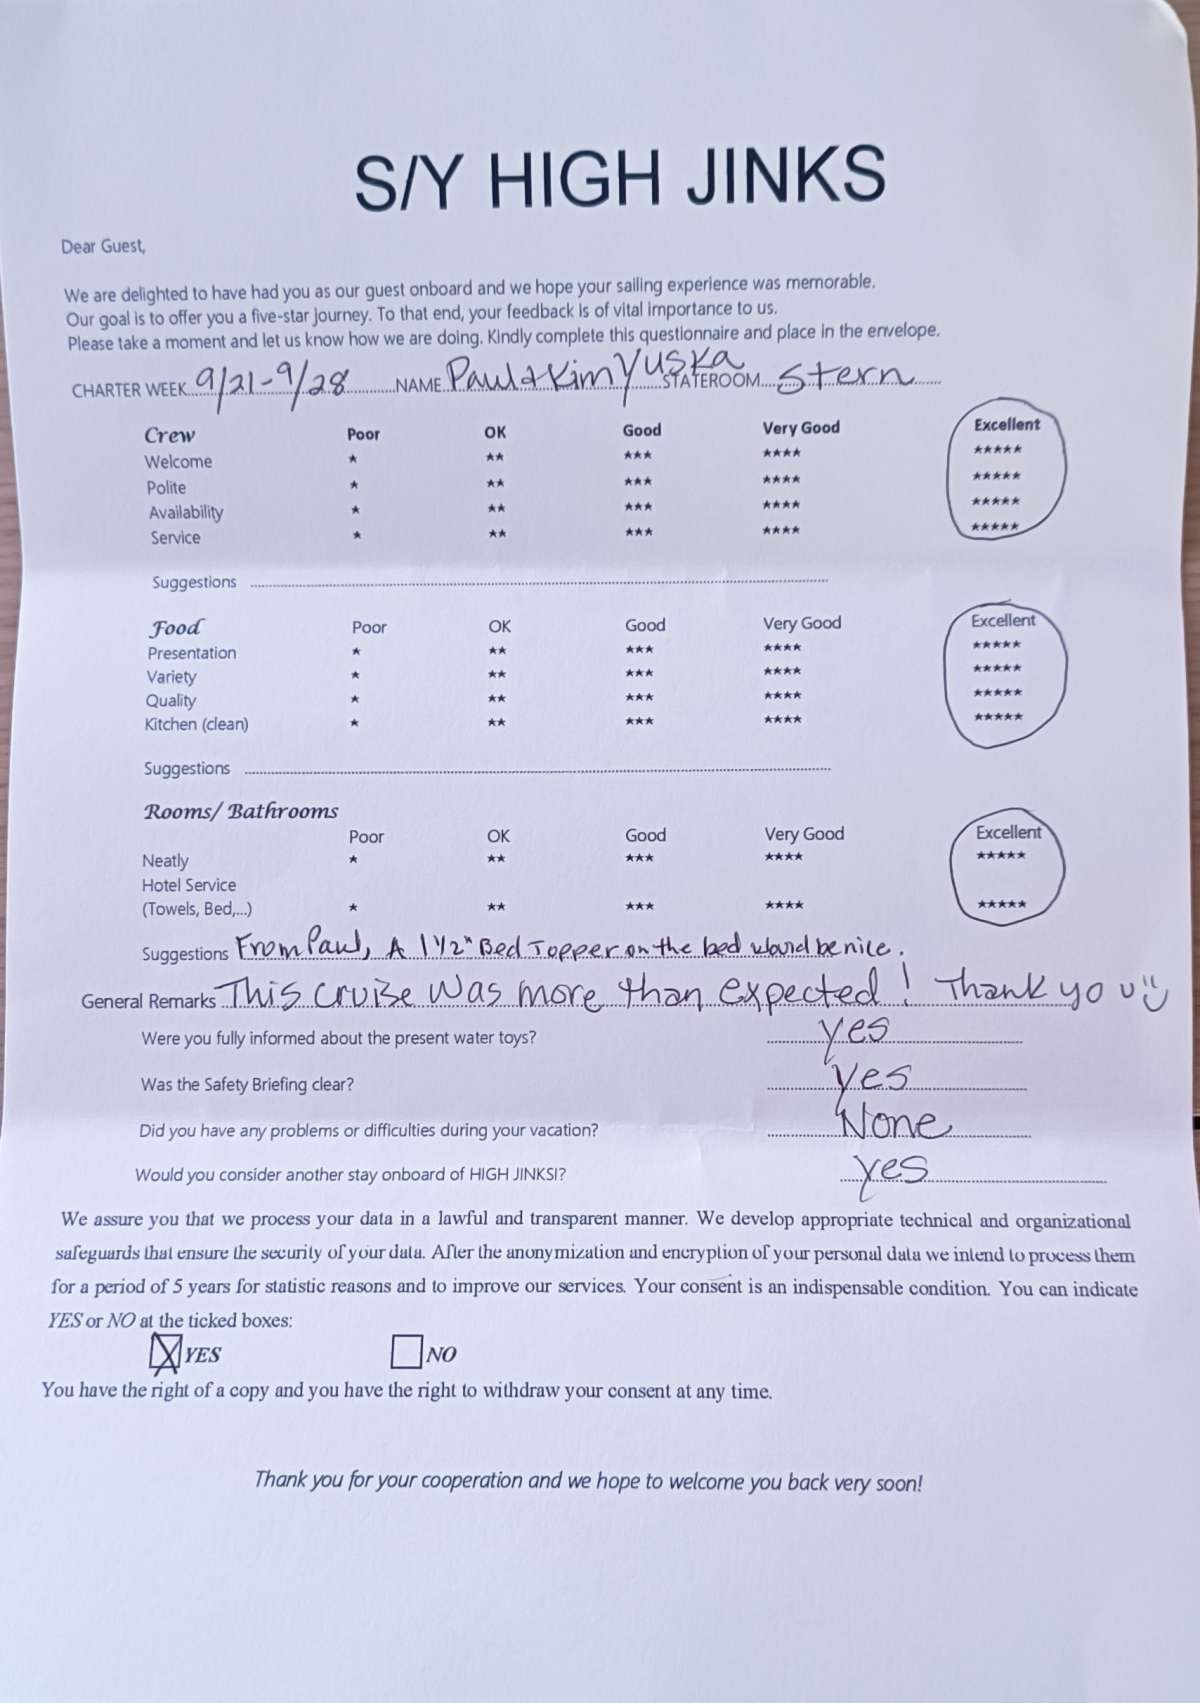 S/Y HIGH JINKS
Dear Guest,
We are delighted to have had you as our guest onboard and we hope your sailing experience was memorable.
Our goal is to offer you a five-star journey. To that end, your feedback is of vital importance to us.
Please take a moment and let us know how we are doing. Kindly complete this questionnaire and place in the envelope.
CHARTER WEEK 9/21-9/28 NAME Paul + Kim Yuska STATEROOM Stern
Crew Poor OK Good Very Good Excellent
Welcome * ** *** **** *****
Polite * ** *** **** *****
Availability * ** *** **** *****
Service * ** *** **** *****
Suggestions
Food Poor OK Good Very Good Excellent
Presentation * ** *** **** *****
Variety * ** *** **** *****
Quality * ** *** **** *****
Kitchen (clean) * ** *** **** *****
Suggestions
Rooms/ Bathrooms
Poor OK Good Very Good Excellent
Neatly * ** *** **** *****
Hotel Service
(Towels, Bed,...) * ** *** **** *****
Suggestions From Paul, A 1 1/2" Bed Topper on the bed would be nice.
General Remarks This cruise was more than expected! Thank you
Were you fully informed about the present water toys? yes
Was the Safety Briefing clear? yes
Did you have any problems or difficulties during your vacation? None
Would you consider another stay onboard of HIGH JINKS!? yes
We assure you that we process your data in a lawful and transparent manner. We develop appropriate technical and organizational
safeguards that ensure the security of your data. After the anonymization and encryption of your personal data we intend to process them
for a period of 5 years for statistic reasons and to improve our services. Your consent is an indispensable condition. You can indicate
YES or NO at the ticked boxes:
YES NO
You have the right of a copy and you have the right to withdraw your consent at any time.
Thank you for your cooperation and we hope to welcome you back very soon!